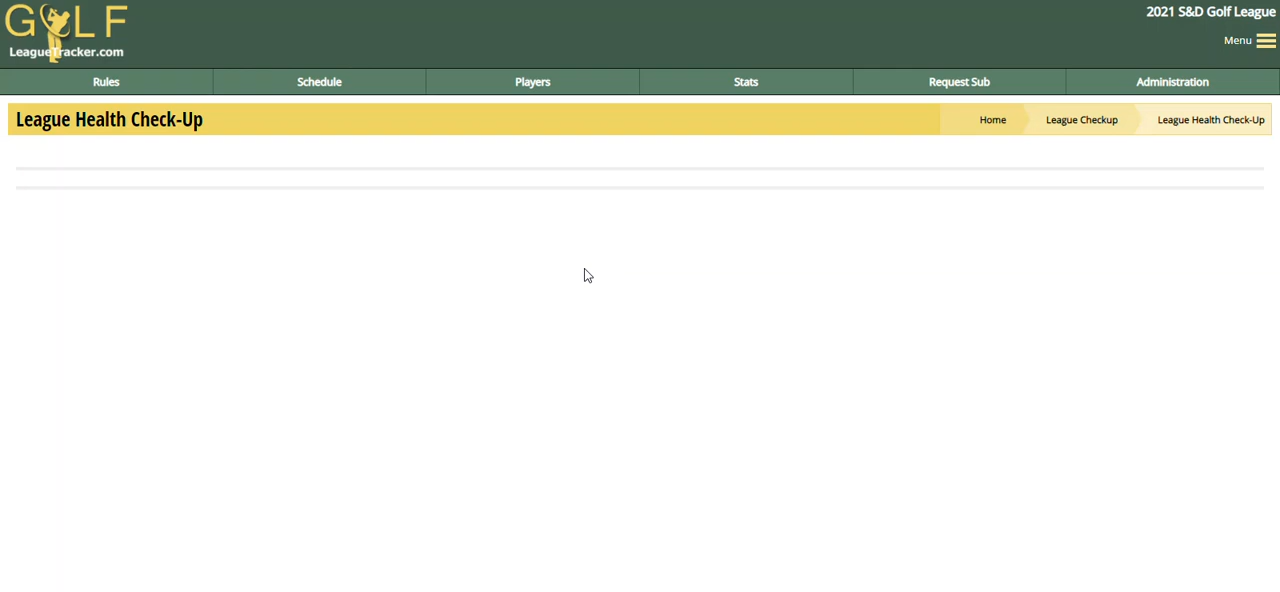 GOLF
LeagueTracker.com
2021 S&D Golf League
Menu
Rules Schedule Players Stats Request Sub Administration
League Health Check-Up
Home League Checkup League Health Check-Up